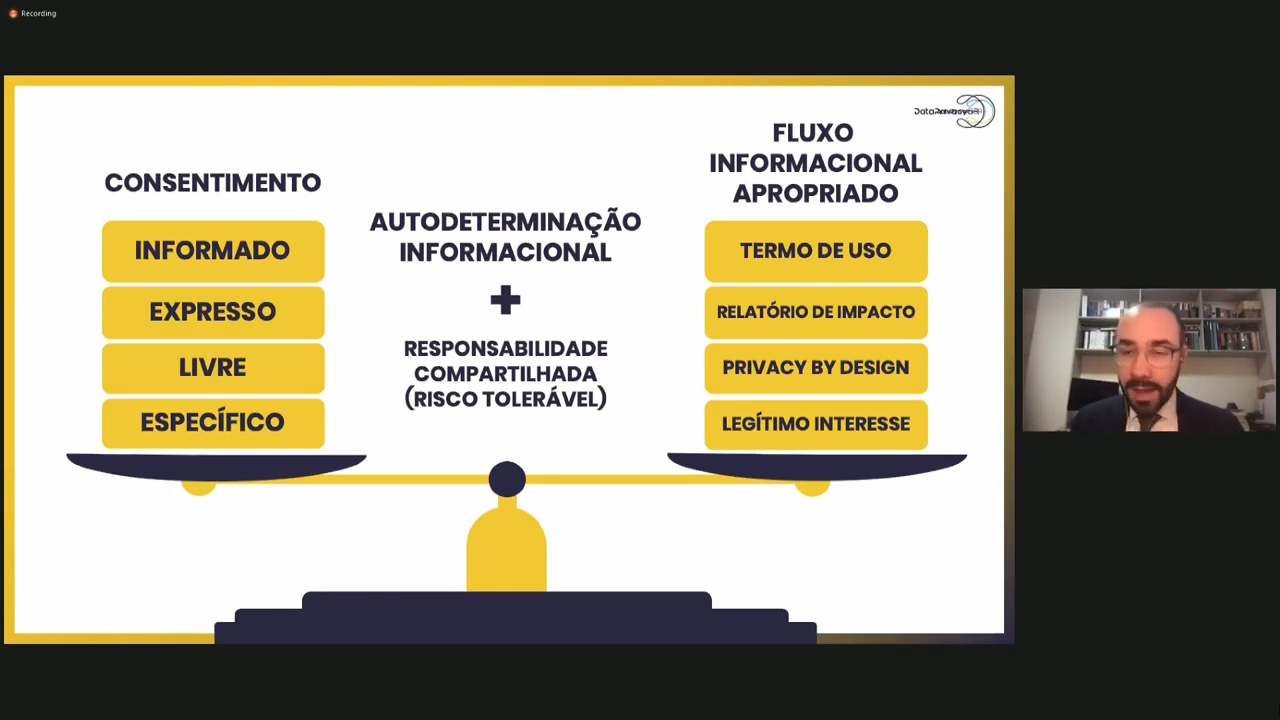 Recording
CONSENTIMENTO
INFORMADO
EXPRESSO
LIVRE
ESPECÍFICO
AUTODETERMINAÇÃO
INFORMACIONAL
+
RESPONSABILIDADE
COMPARTILHADA
(RISCO TOLERÁVEL)
FLUXO
INFORMACIONAL
APROPRIADO
TERMO DE USO
RELATÓRIO DE IMPACTO
PRIVACY BY DESIGN
LEGÍTIMO INTERESSE